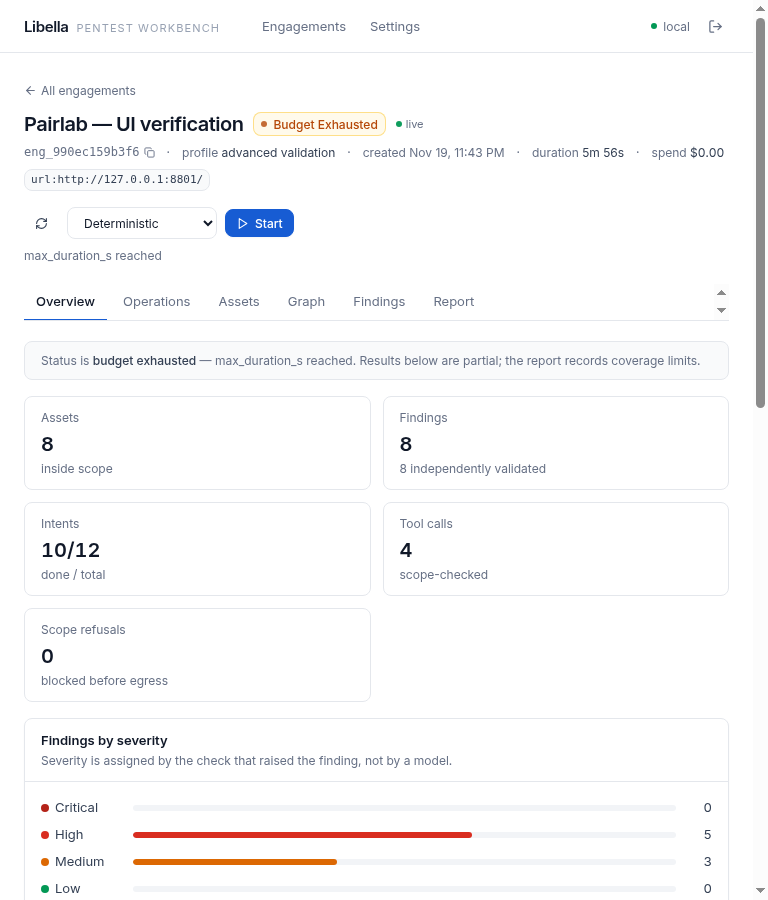 Libella PENTEST WORKBENCH Engagements Settings local
All engagements
Pairlab — UI verification Budget Exhausted live
eng_990ec159b3f6 · profile advanced validation · created Nov 19, 11:43 PM · duration 5m 56s · spend $0.00
url:http://127.0.0.1:8801/
Deterministic Start
max_duration_s reached
Overview Operations Assets Graph Findings Report
Status is budget exhausted — max_duration_s reached. Results below are partial; the report records coverage limits.
Assets
8
inside scope
Findings
8
8 independently validated
Intents
10/12
done / total
Tool calls
4
scope-checked
Scope refusals
0
blocked before egress
Findings by severity
Severity is assigned by the check that raised the finding, not by a model.
Critical 0
High 5
Medium 3
Low 0